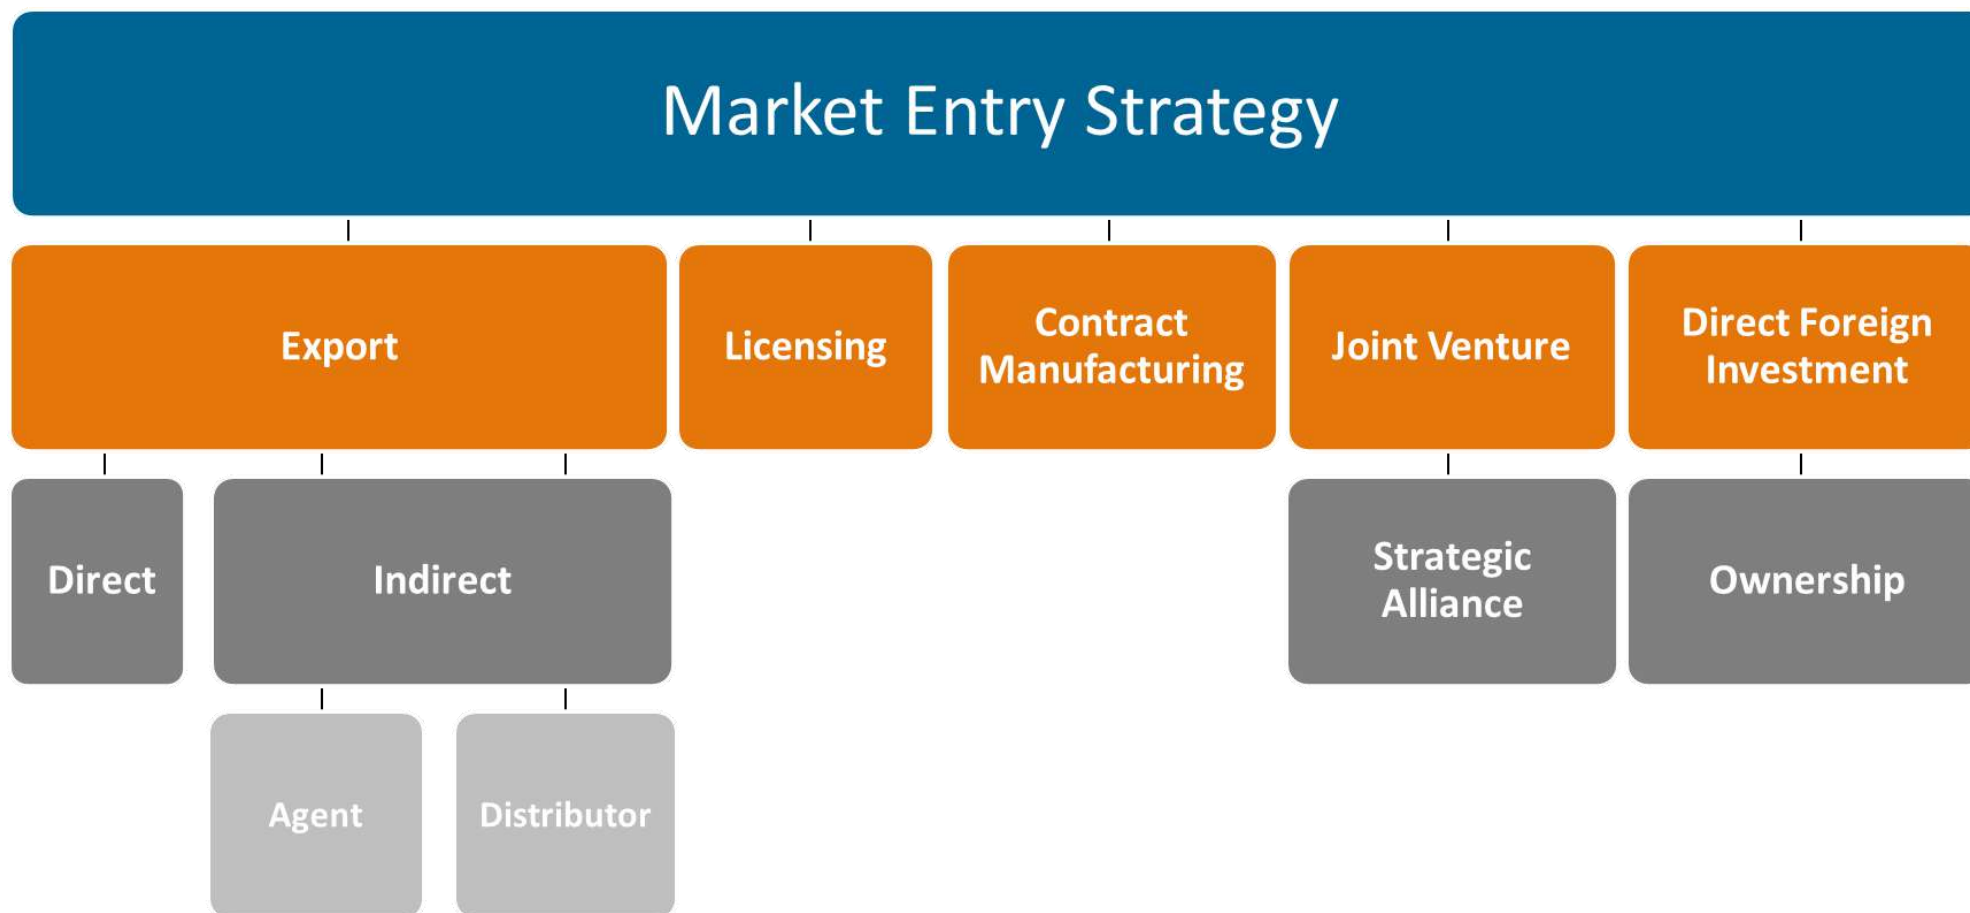 Market Entry Strategy
Export
Licensing
Contract
Manufacturing
Joint Venture
Direct Foreign
Investment
Direct
Indirect
Strategic
Alliance
Ownership
Agent
Distributor